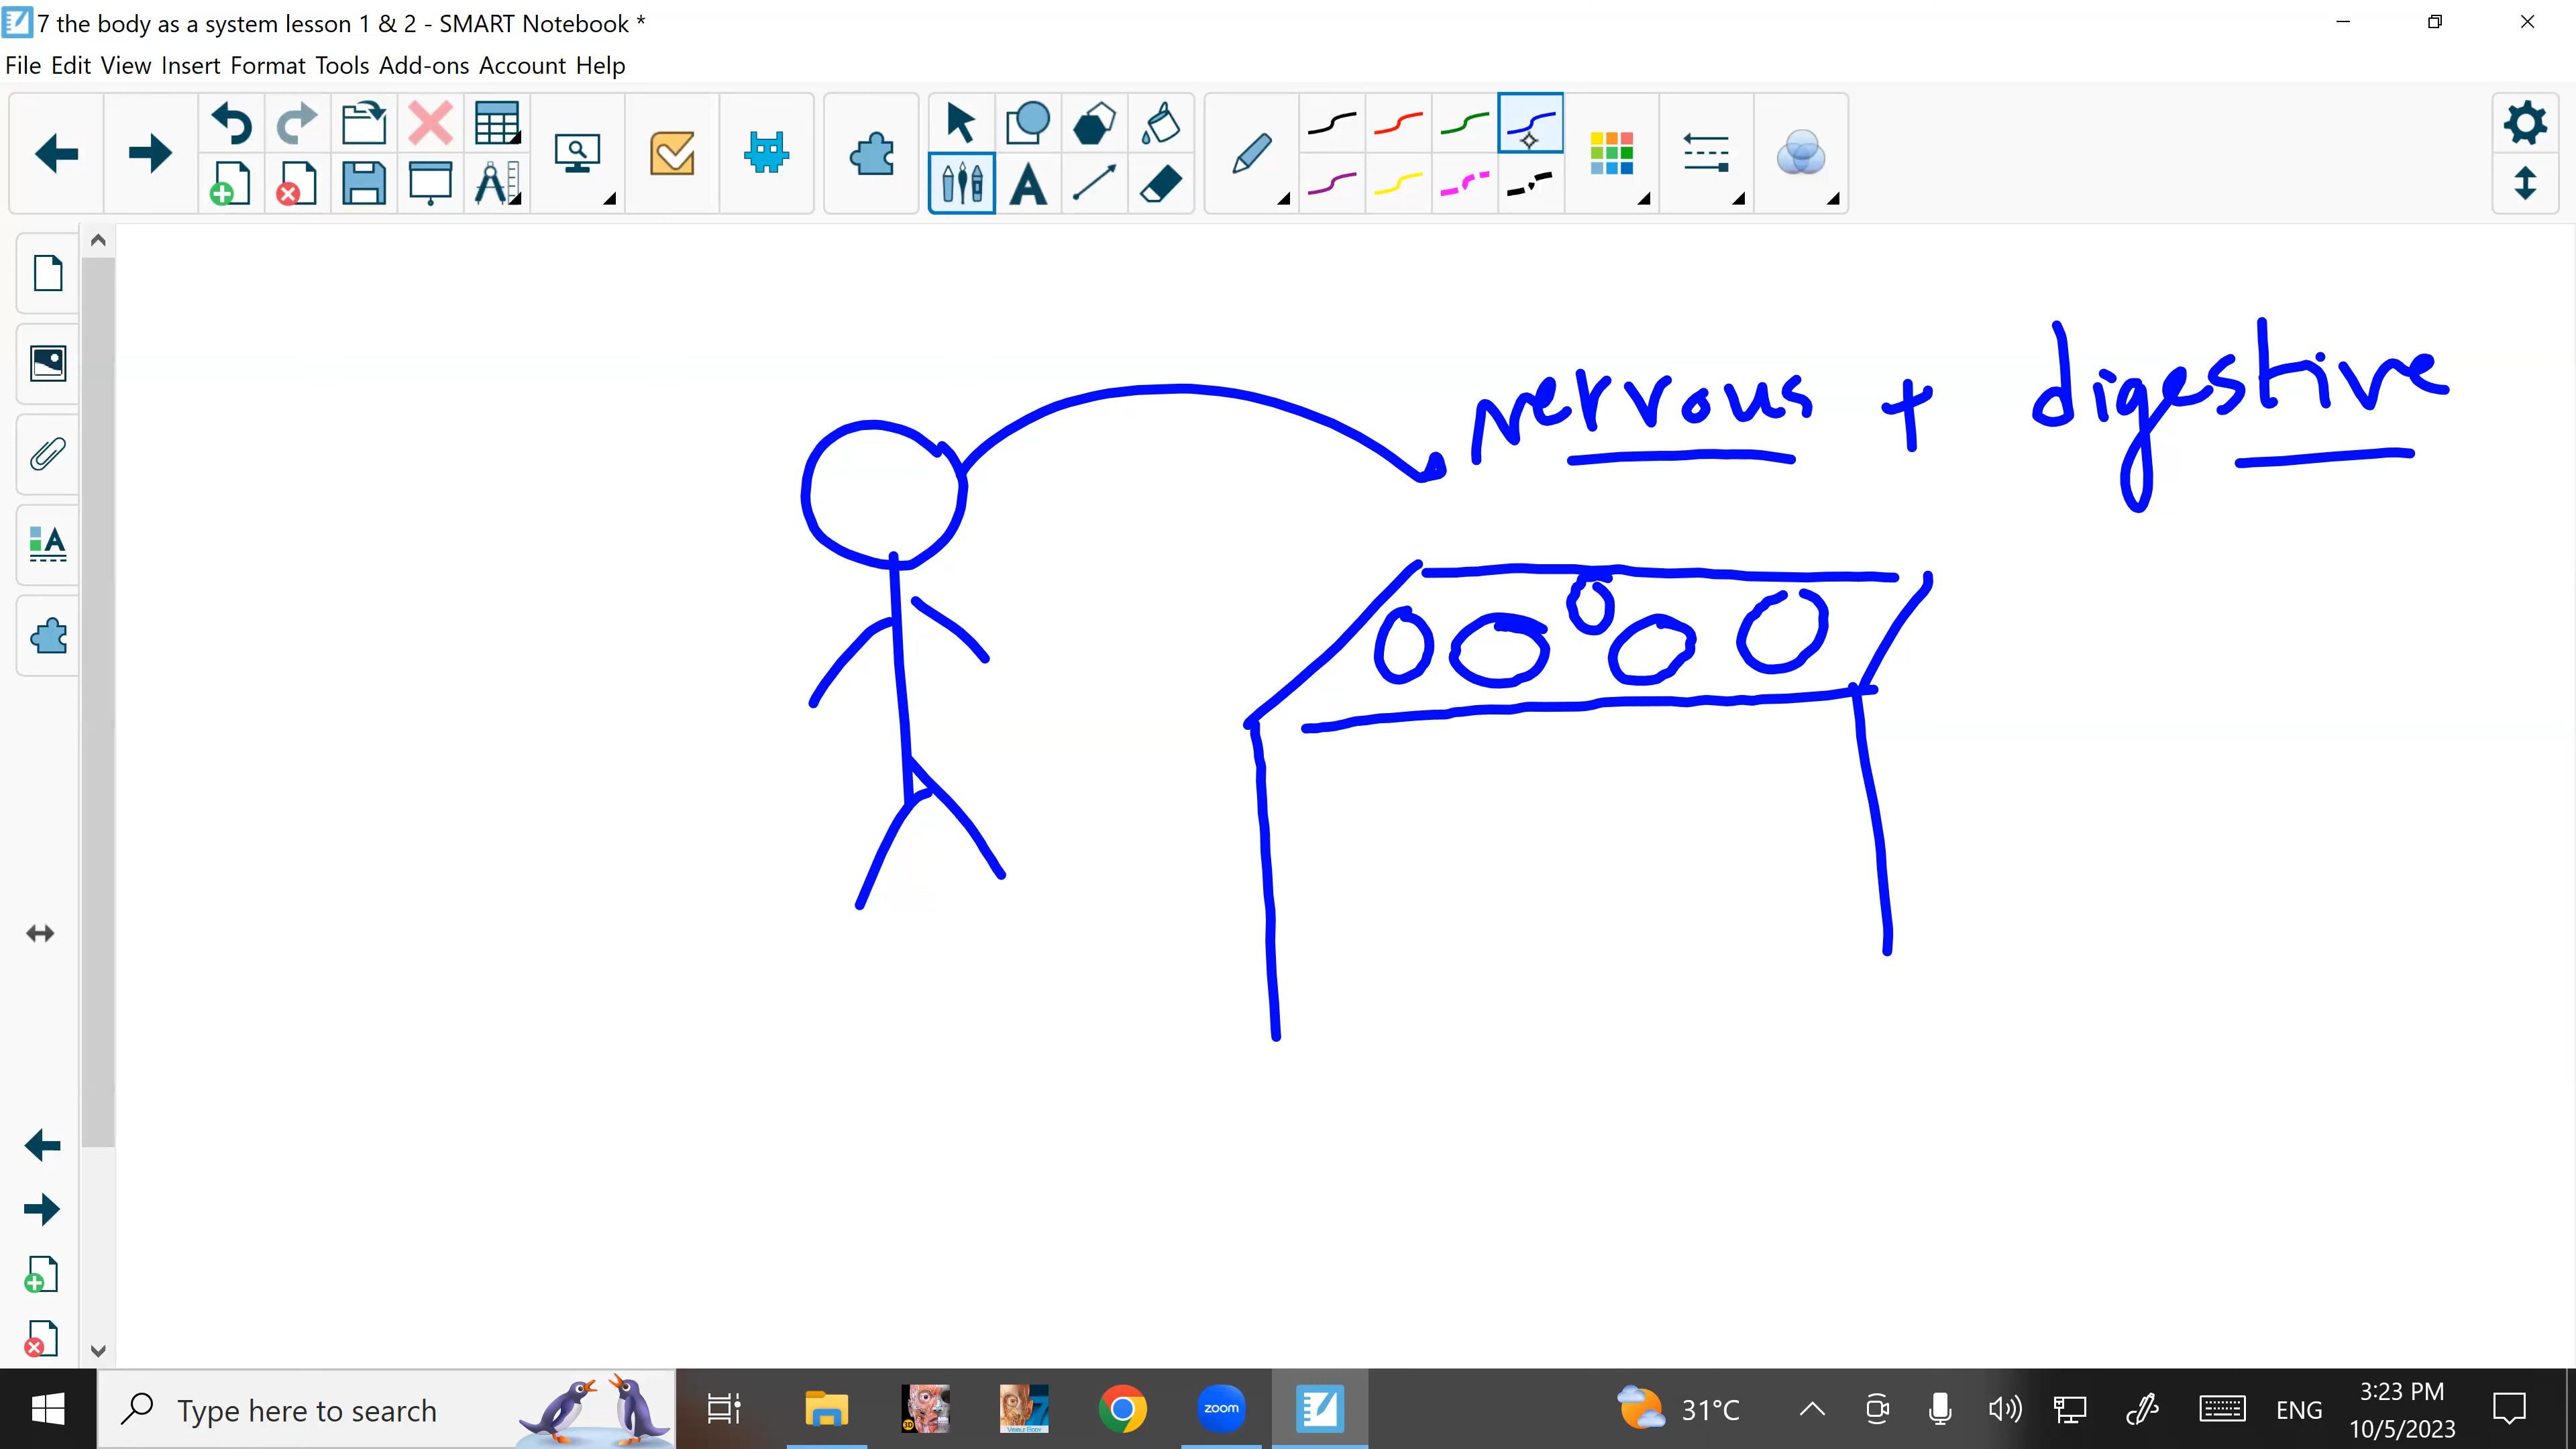 7 the body as a system lesson 1 & 2 - SMART Notebook *
File Edit View Insert Format Tools Add-ons Account Help
nervous + digestive
Type here to search
zoom
31°C
ENG
3:23 PM
10/5/2023